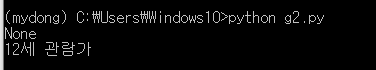 (mydong) C:₩Users₩Windows10>python g2.py
None
12세 관람가